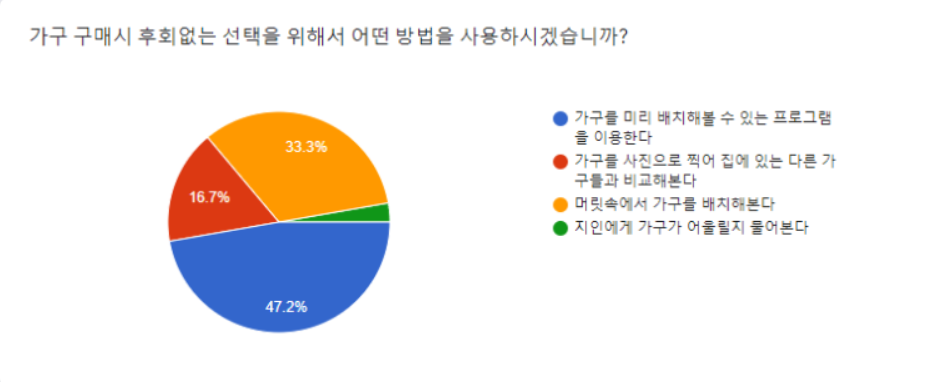 가구 구매시 후회없는 선택을 위해서 어떤 방법을 사용하시겠습니까?
33.3%
16.7%
47.2%
가구를 미리 배치해볼 수 있는 프로그램
을 이용한다
가구를 사진으로 찍어 집에 있는 다른 가
구들과 비교해본다
머릿속에서 가구를 배치해본다
지인에게 가구가 어울릴지 물어본다